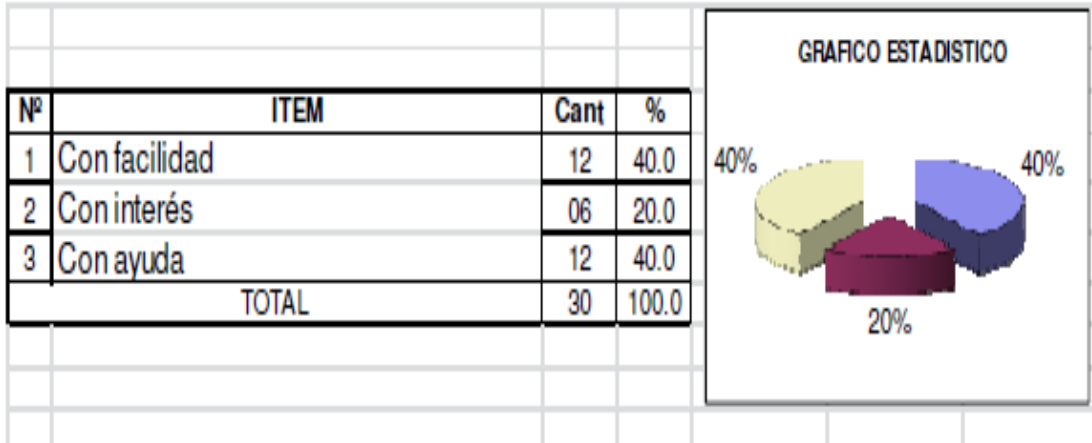 GRAFICO ESTADISTICO
Nº ITEM Cant %
1 Con facilidad 12 40.0
2 Con interés 06 20.0
3 Con ayuda 12 40.0
TOTAL 30 100.0
40% 40%
20%